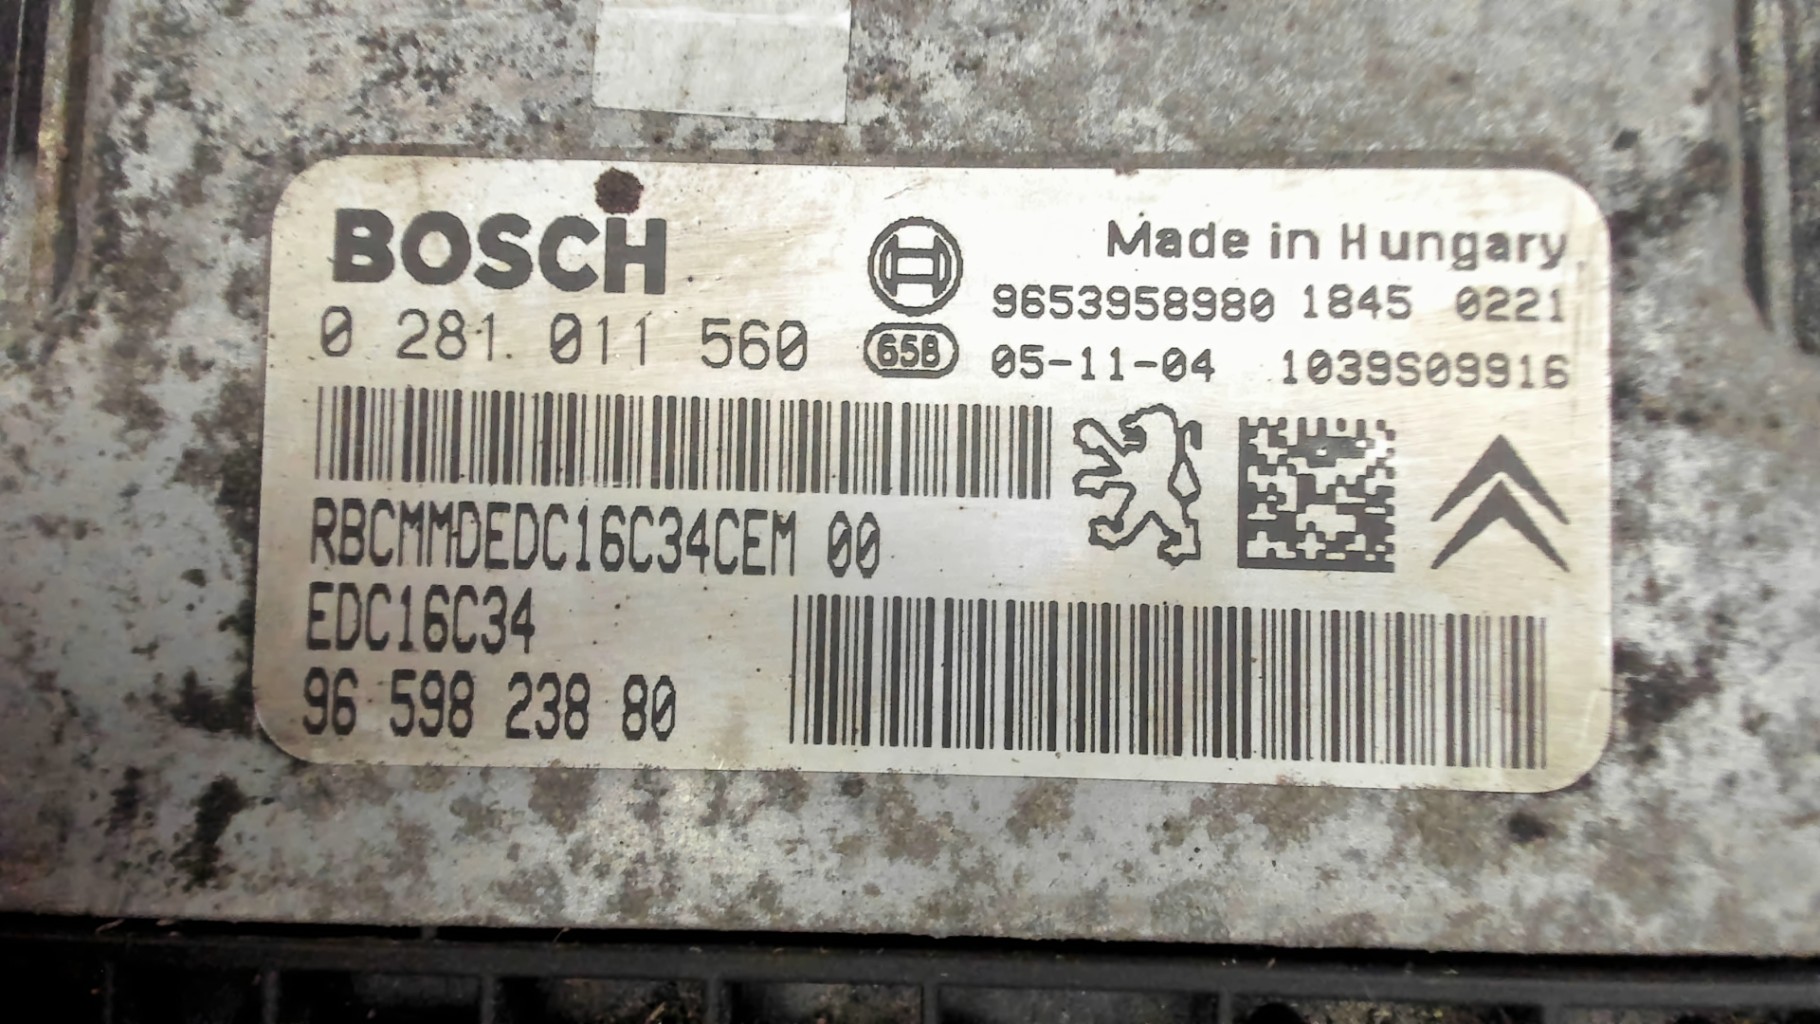 BOSCH
Made in Hungary
0 281 011 560
9653958980 1845 0221
658 05-11-04 1039S09916
RBCMMDEDC16C34CEM 00
EDC16C34
96 598 238 80